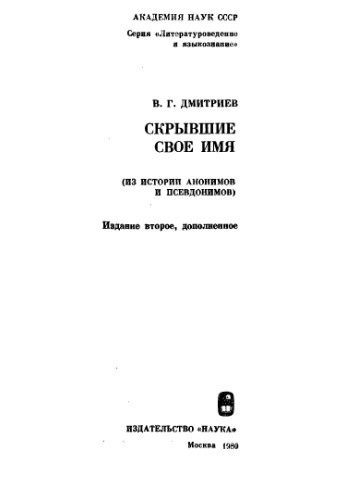 АКАДЕМИЯ НАУК СССР
Серия «Литературоведение
и языкознание»
В. Г. ДМИТРИЕВ
СКРЫВШИЕ
СВОЕ ИМЯ
(ИЗ ИСТОРИИ АНОНИМОВ
И ПСЕВДОНИМОВ)
Издание второе, дополненное
ИЗДАТЕЛЬСТВО «НАУКА»
Москва 1980